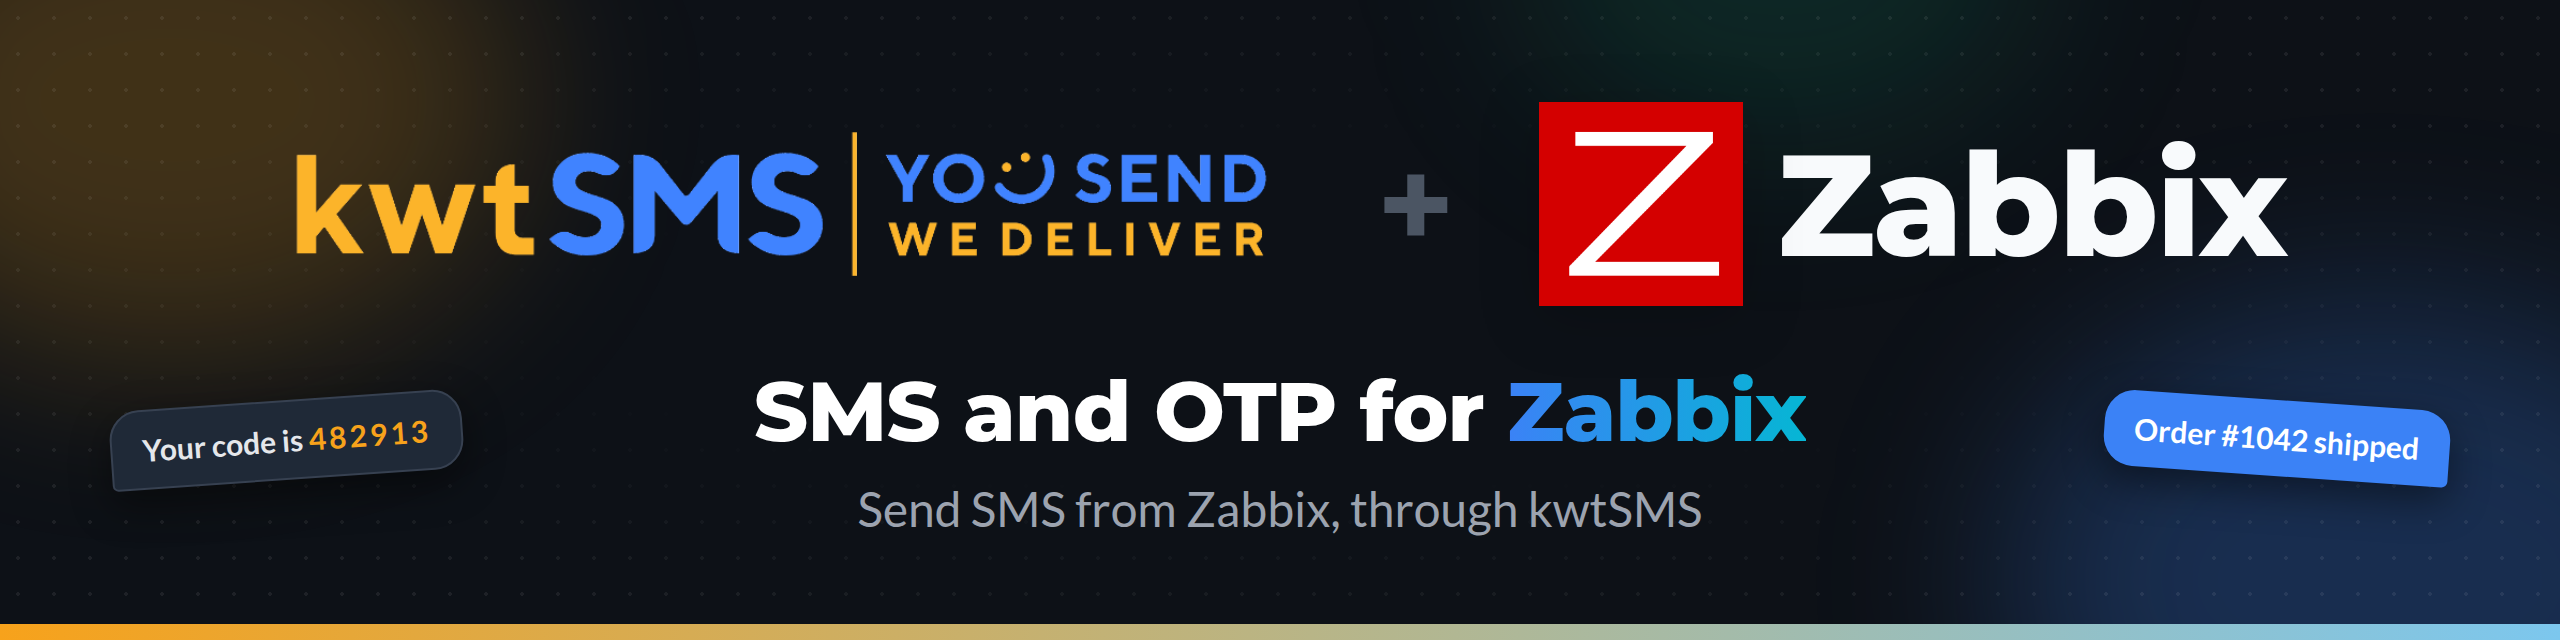 kwtSMS
YOU SEND
WE DELIVER
+
Z Zabbix
SMS and OTP for Zabbix
Send SMS from Zabbix, through kwtSMS
Your code is 482913
Order #1042 shipped